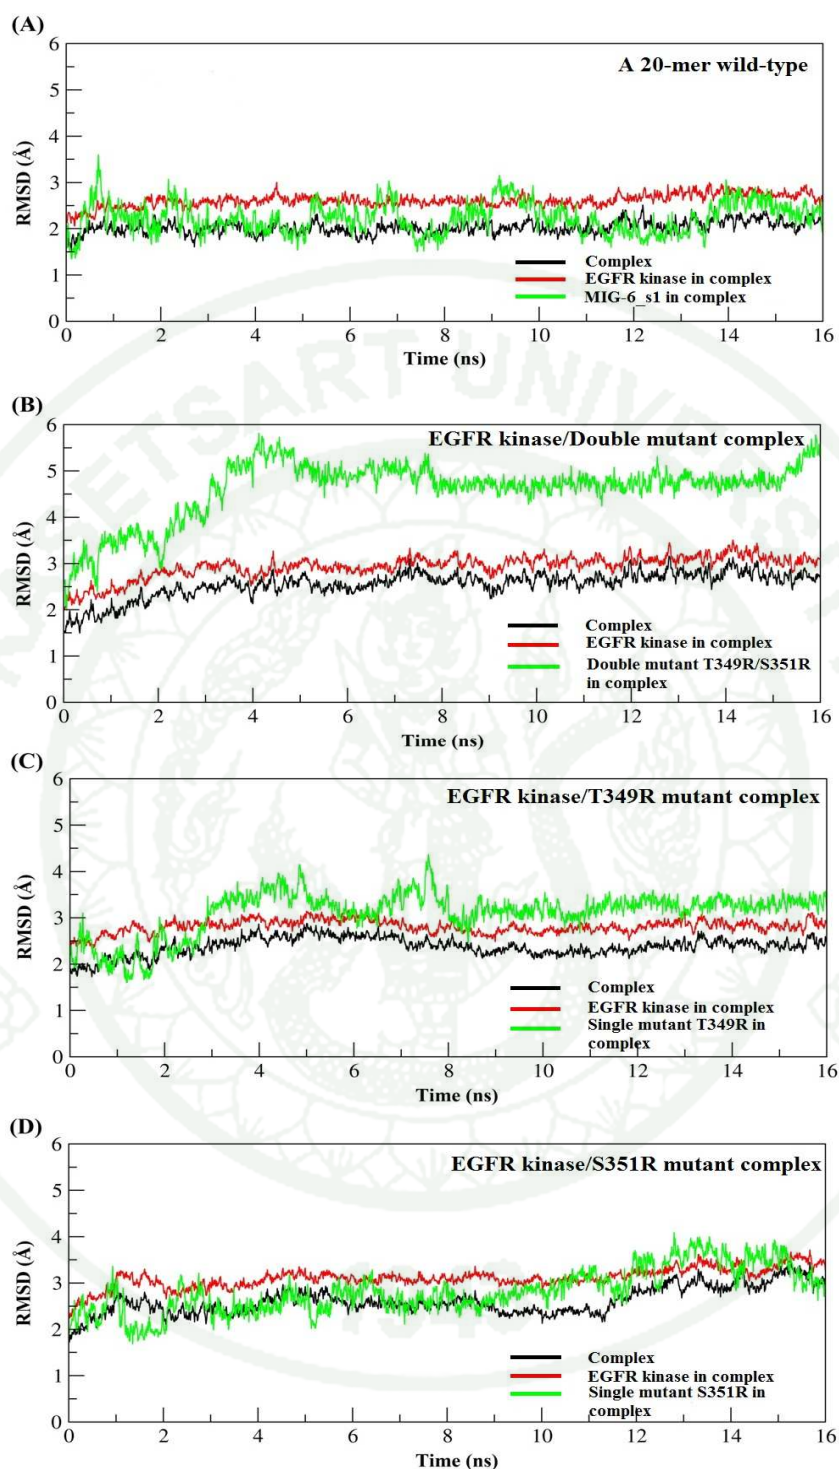 (A)
A 20-mer wild-type
6
5
4
3
2
1
0
RMSD (Å)
Complex
EGFR kinase in complex
MIG-6_s1 in complex
0 2 4 6 8 10 12 14 16
Time (ns)
(B)
EGFR kinase/Double mutant complex
6
5
4
3
2
1
0
RMSD (Å)
Complex
EGFR kinase in complex
Double mutant T349R/S351R
in complex
0 2 4 6 8 10 12 14 16
Time (ns)
(C)
EGFR kinase/T349R mutant complex
6
5
4
3
2
1
0
RMSD (Å)
Complex
EGFR kinase in complex
Single mutant T349R in
complex
0 2 4 6 8 10 12 14 16
Time (ns)
(D)
EGFR kinase/S351R mutant complex
6
5
4
3
2
1
0
RMSD (Å)
Complex
EGFR kinase in complex
Single mutant S351R in
complex
0 2 4 6 8 10 12 14 16
Time (ns)